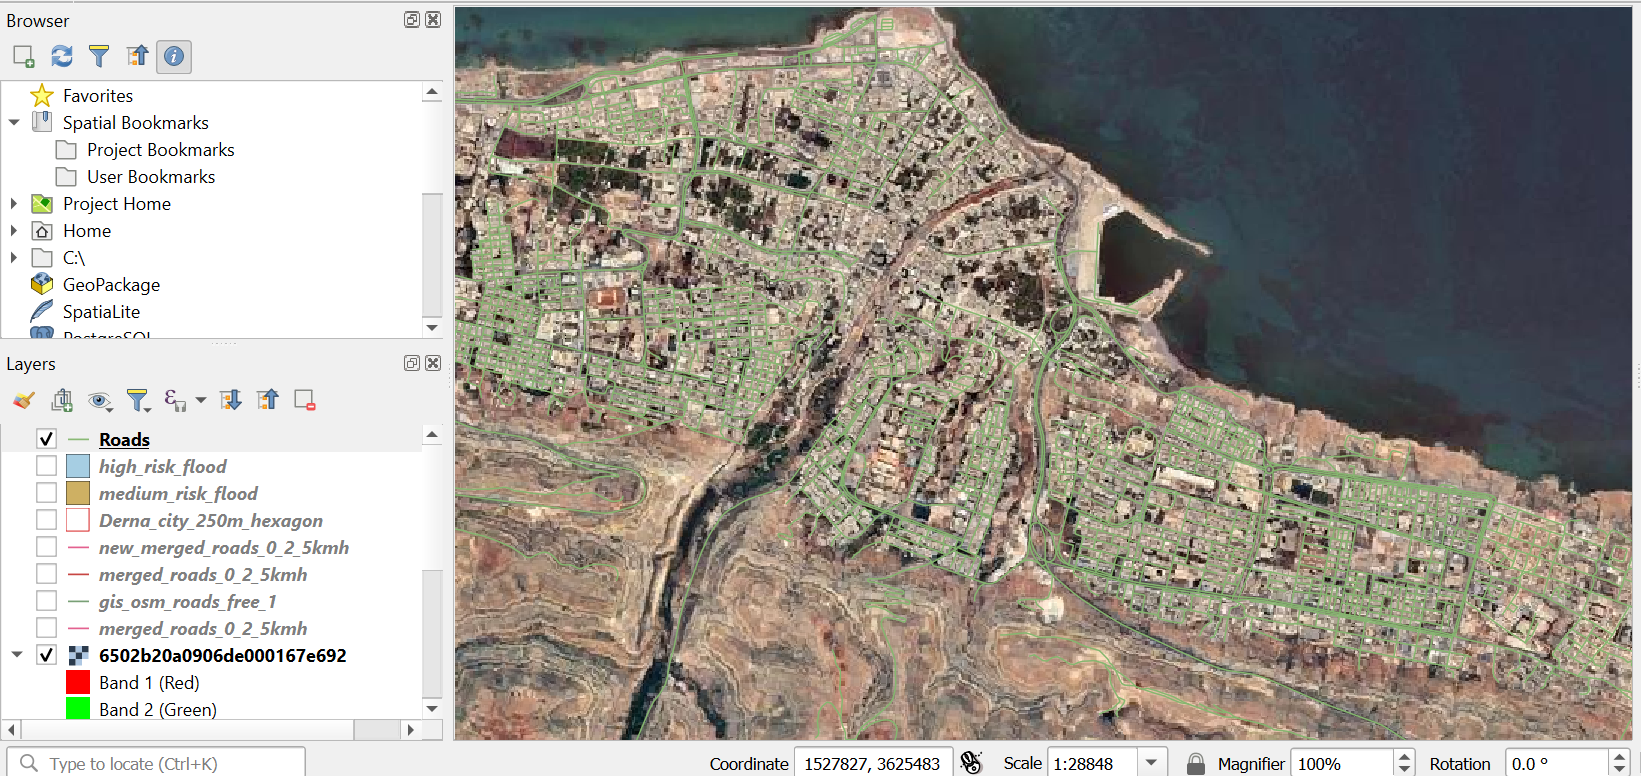 Browser
Favorites
Spatial Bookmarks
Project Bookmarks
User Bookmarks
Project Home
Home
C:\
GeoPackage
SpatiaLite
PostgreSQL
Layers
Roads
high_risk_flood
medium_risk_flood
Derna_city_250m_hexagon
new_merged_roads_0_2_5kmh
merged_roads_0_2_5kmh
gis_osm_roads_free_1
merged_roads_0_2_5kmh
6502b20a0906de000167e692
Band 1 (Red)
Band 2 (Green)
Type to locate (Ctrl+K)
Coordinate 1527827, 3625483 Scale 1:28848 Magnifier 100% Rotation 0.0 °